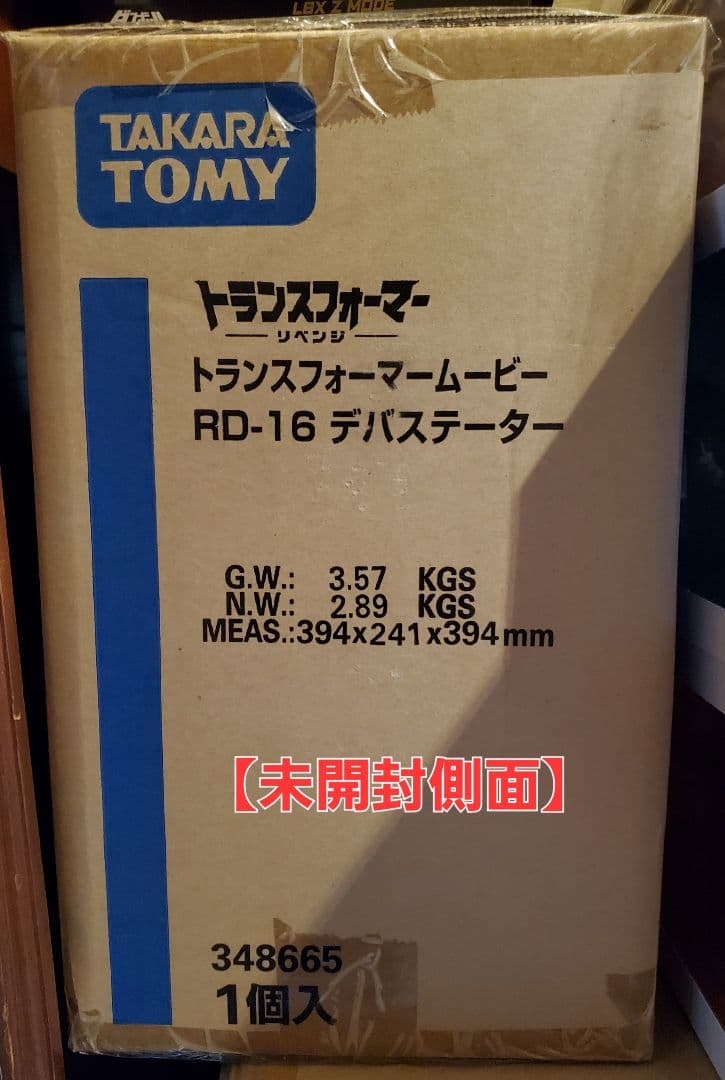 LBX Z MODE
TAKARA
TOMY
トランスフォーマー
リベンジ
トランスフォーマームービー
RD-16 デバステーター
G.W.: 3.57 KGS
N.W.: 2.89 KGS
MEAS.:394x241x394mm
【未開封側面】
348665
1個入